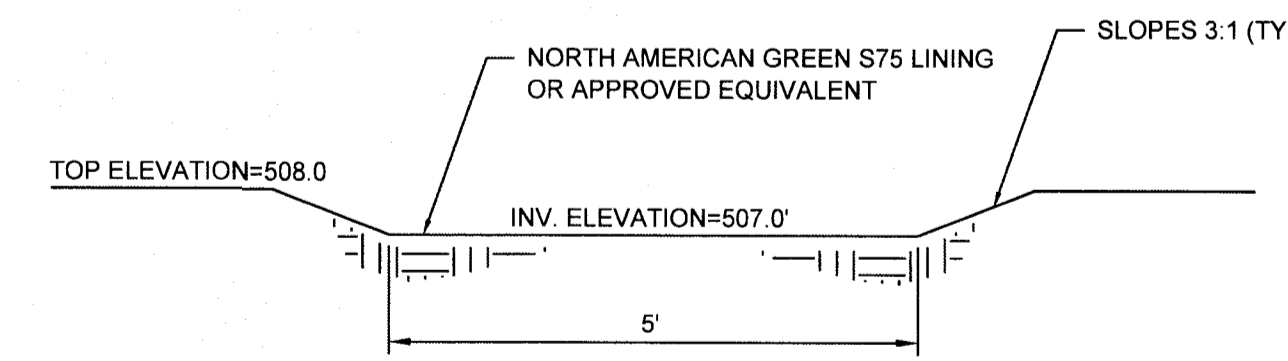 SLOPES 3:1 (TY
NORTH AMERICAN GREEN S75 LINING
OR APPROVED EQUIVALENT
TOP ELEVATION=508.0
INV. ELEVATION=507.0'
5'